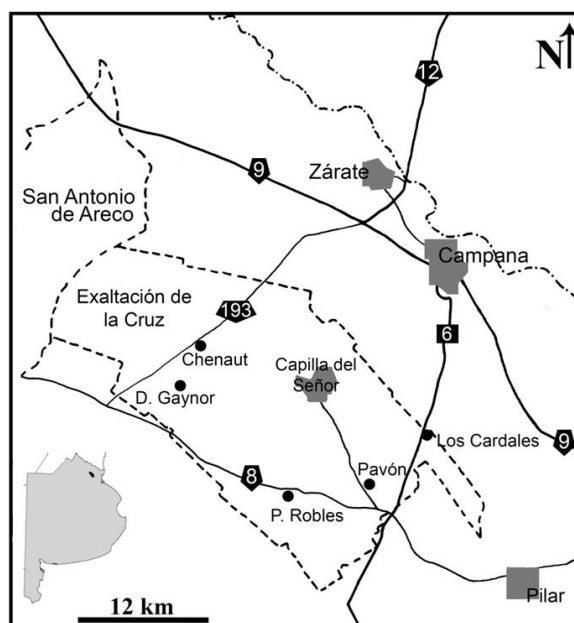 N
12
Zárate
9
San Antonio
de Areco
Campana
Exaltación de
la Cruz
193
6
Chenaut
Capilla del
Señor
D. Gaynor
Los Cardales
9
8
Pavón
P. Robles
Pilar
12 km